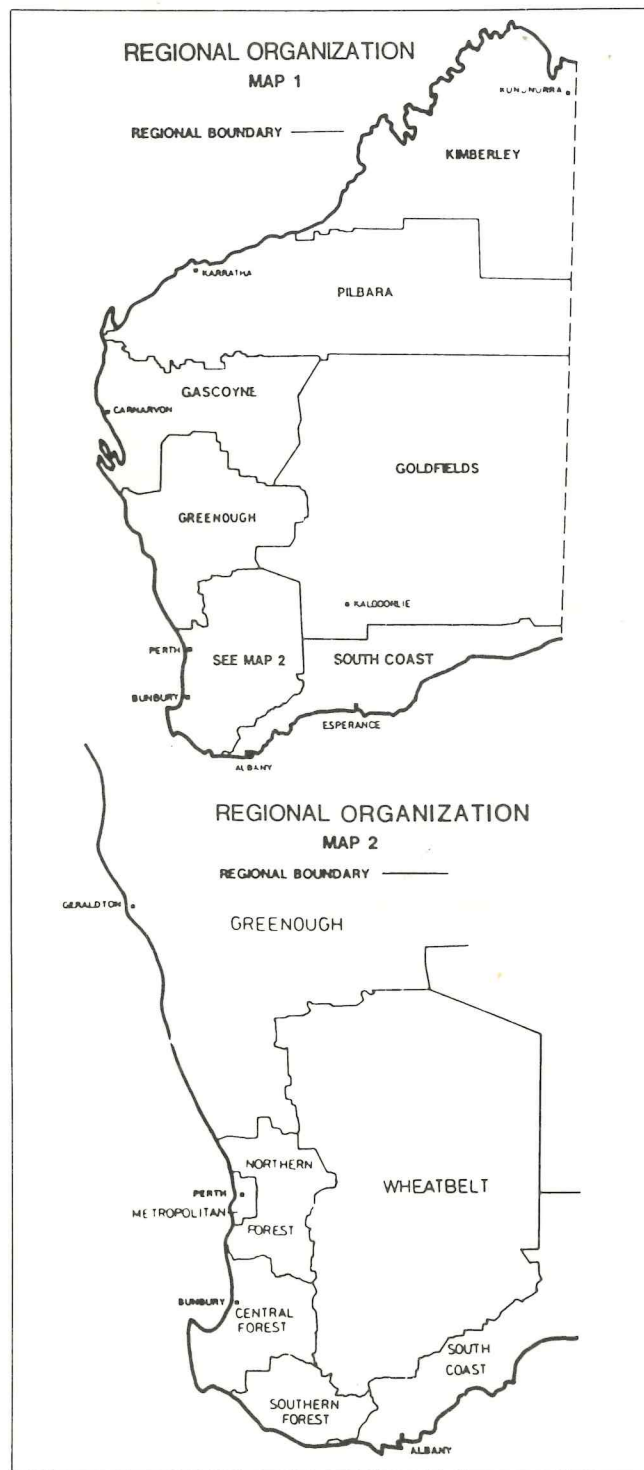 REGIONAL ORGANIZATION
MAP 1
REGIONAL BOUNDARY
KUNUNURRA
KIMBERLEY
KARRATHA
PILBARA
GASCOYNE
CARNARVON
GOLDFIELDS
GREENOUGH
KALGOORLIE
PERTH
SEE MAP 2
SOUTH COAST
BUNBURY
ESPERANCE
ALBANY
REGIONAL ORGANIZATION
MAP 2
REGIONAL BOUNDARY
GERALDTON
GREENOUGH
NORTHERN
WHEATBELT
PERTH
METROPOLITAN
FOREST
BUNBURY
CENTRAL
FOREST
SOUTH
COAST
SOUTHERN
FOREST
ALBANY